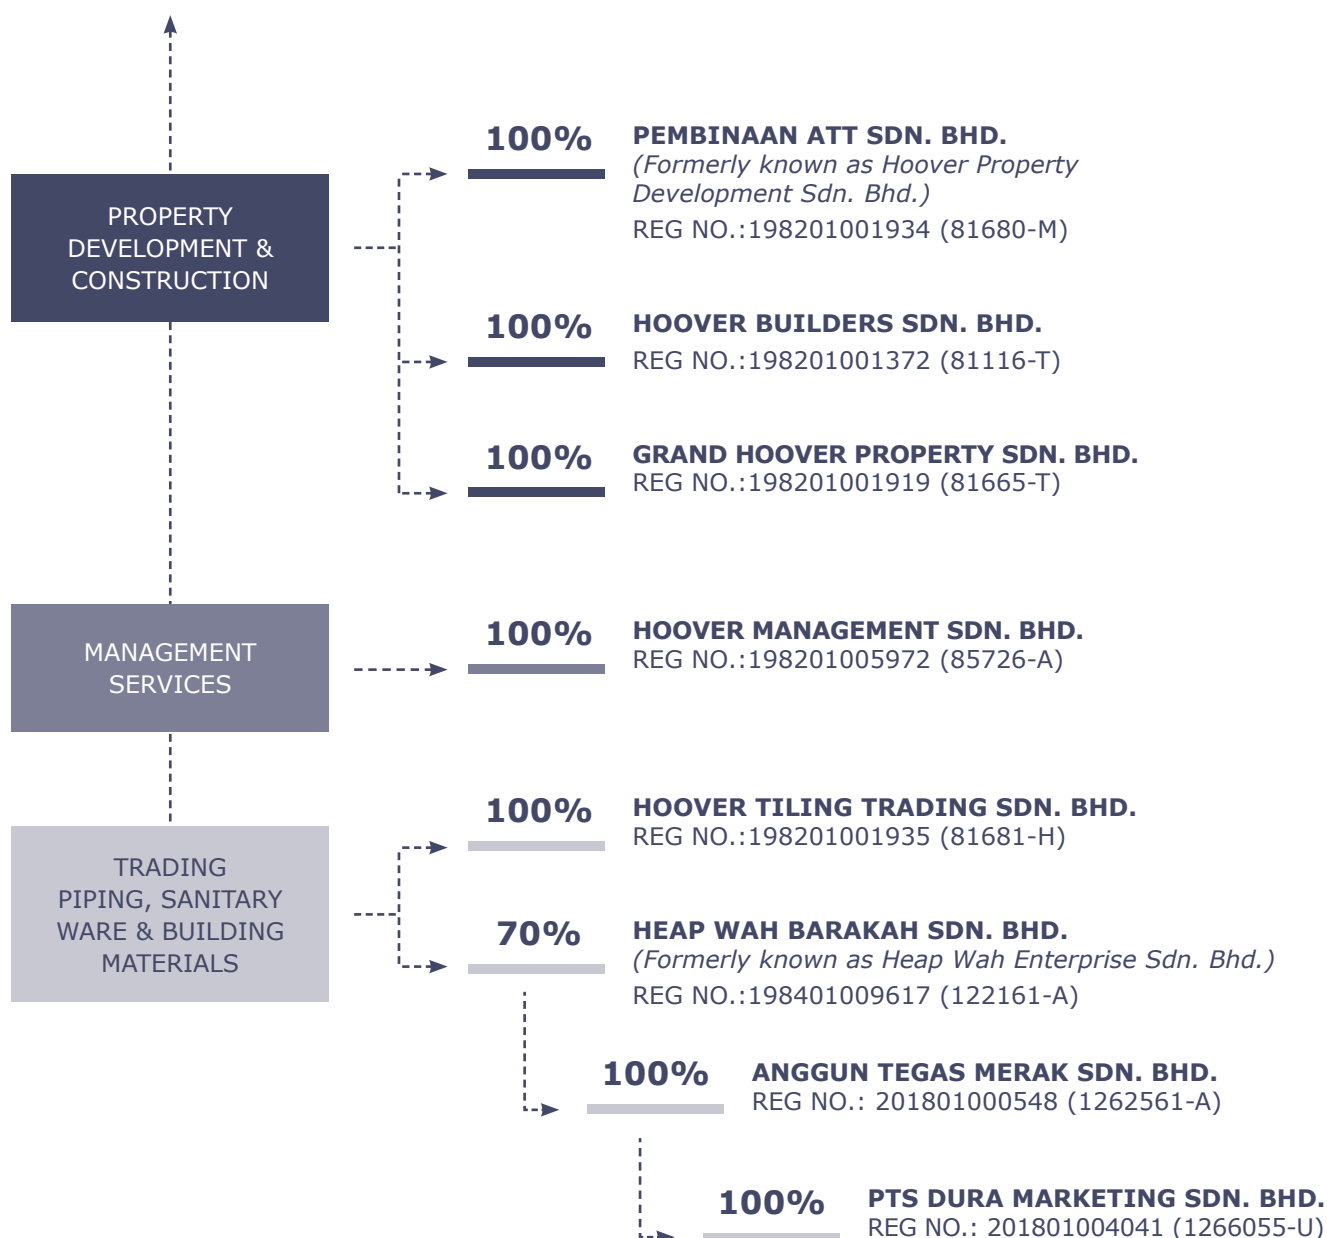 PROPERTY
DEVELOPMENT &
CONSTRUCTION
100%
PEMBINAAN ATT SDN. BHD.
(Formerly known as Hoover Property
Development Sdn. Bhd.)
REG NO.:198201001934 (81680-M)
100%
HOOVER BUILDERS SDN. BHD.
REG NO.:198201001372 (81116-T)
100%
GRAND HOOVER PROPERTY SDN. BHD.
REG NO.:198201001919 (81665-T)
MANAGEMENT
SERVICES
100%
HOOVER MANAGEMENT SDN. BHD.
REG NO.:198201005972 (85726-A)
TRADING
PIPING, SANITARY
WARE & BUILDING
MATERIALS
100%
HOOVER TILING TRADING SDN. BHD.
REG NO.:198201001935 (81681-H)
70%
HEAP WAH BARAKAH SDN. BHD.
(Formerly known as Heap Wah Enterprise Sdn. Bhd.)
REG NO.:198401009617 (122161-A)
100%
ANGGUN TEGAS MERAK SDN. BHD.
REG NO.: 201801000548 (1262561-A)
100%
PTS DURA MARKETING SDN. BHD.
REG NO.: 201801004041 (1266055-U)